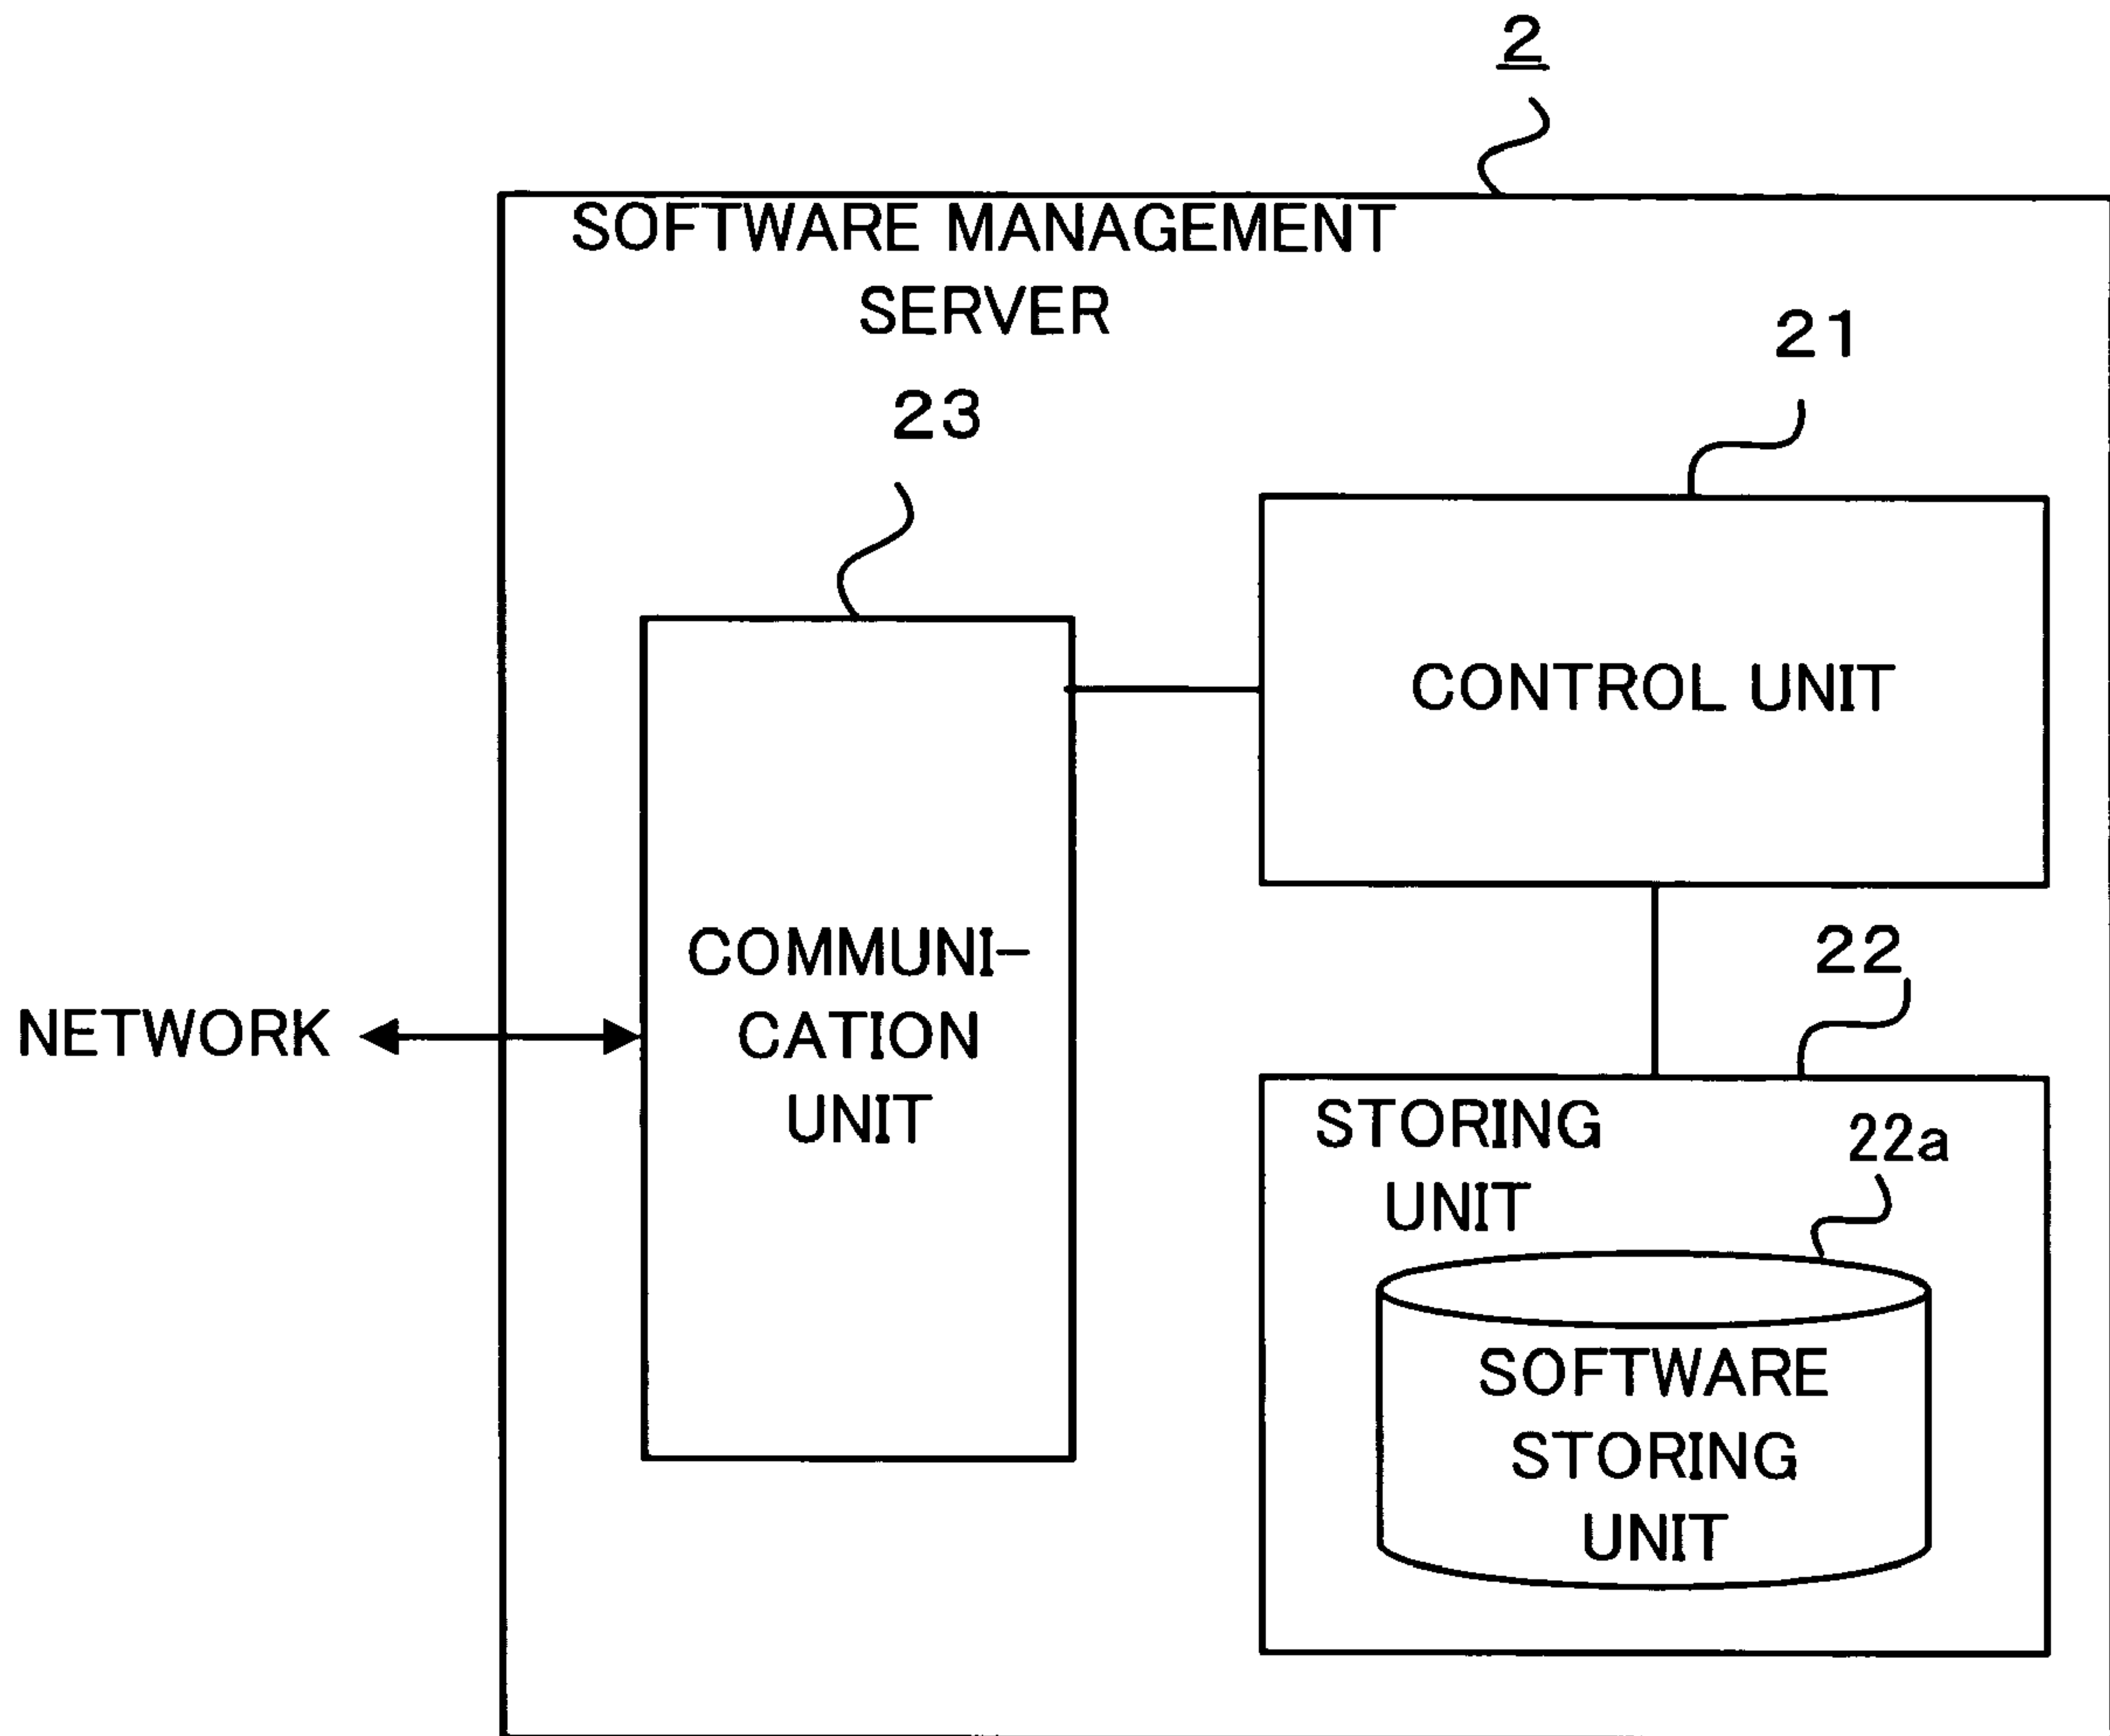 2
SOFTWARE MANAGEMENT
SERVER
21
23
CONTROL UNIT
COMMUNI-
CATION
UNIT
NETWORK
22
STORING
UNIT
22a
SOFTWARE
STORING
UNIT